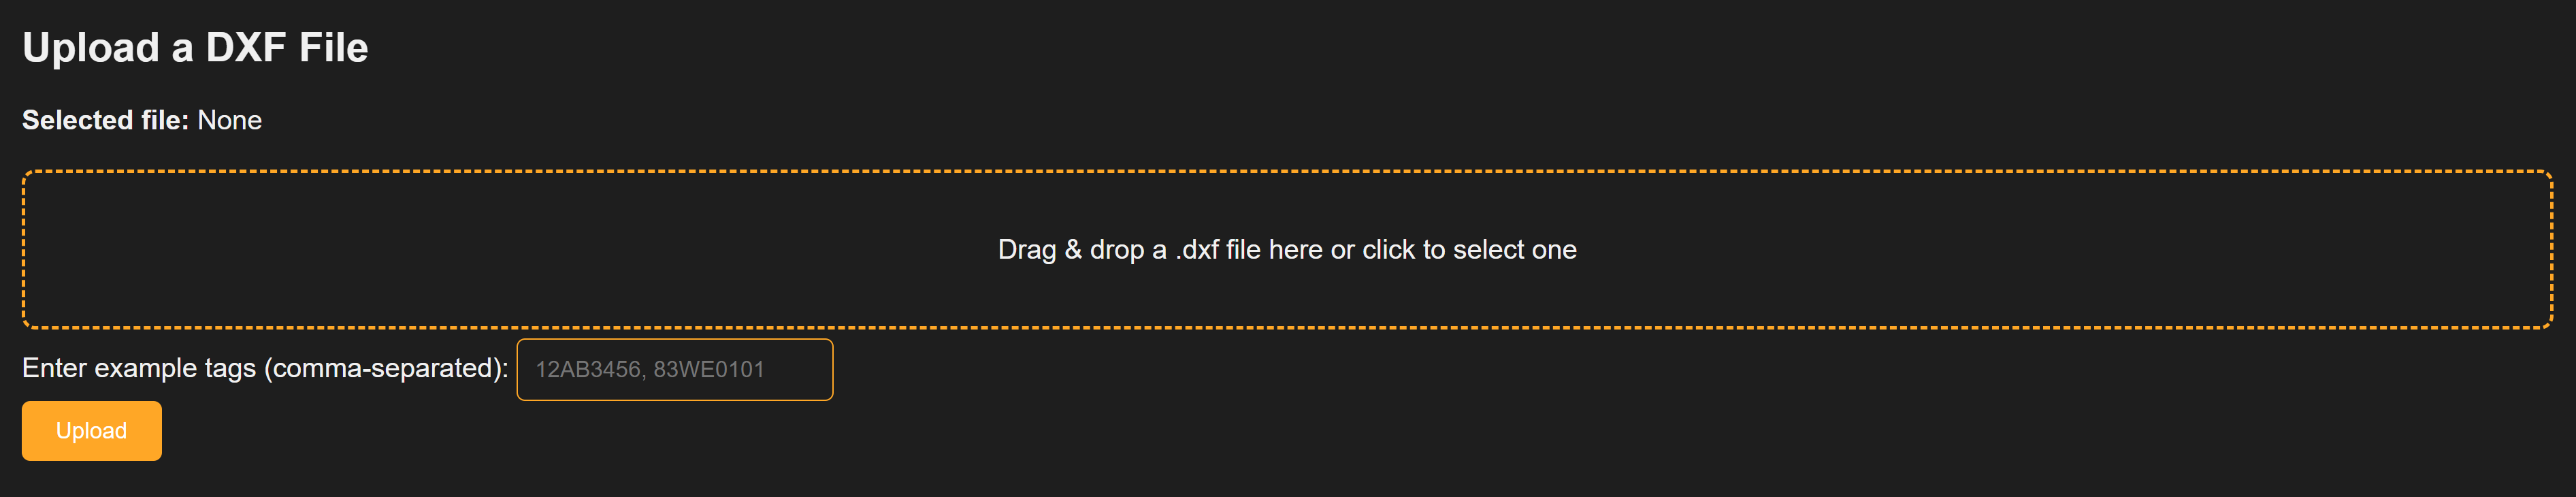 Upload a DXF File
Selected file: None
Drag & drop a .dxf file here or click to select one
Enter example tags (comma-separated): 12AB3456, 83WE0101
Upload